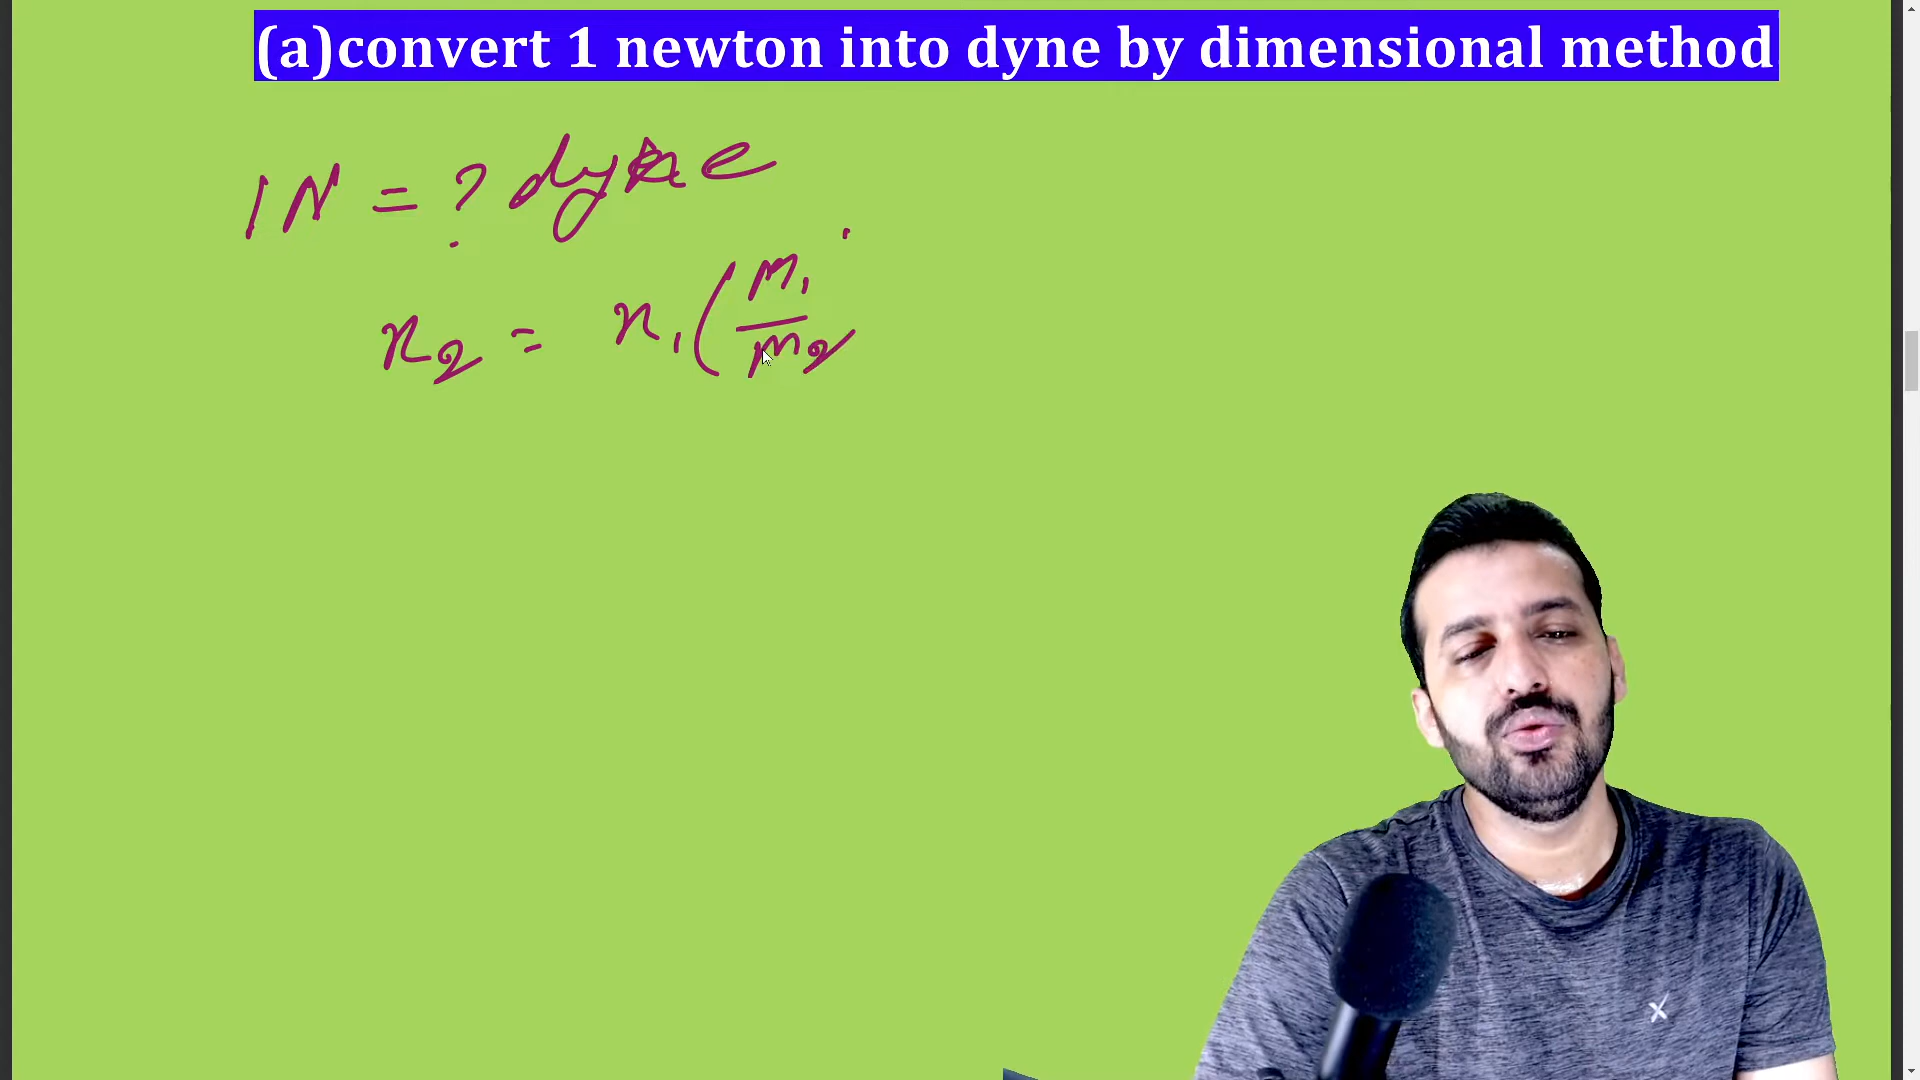 (a)convert 1 newton into dyne by dimensional method
1N = ? dyne
n₂ = n₁(M₁/M₂